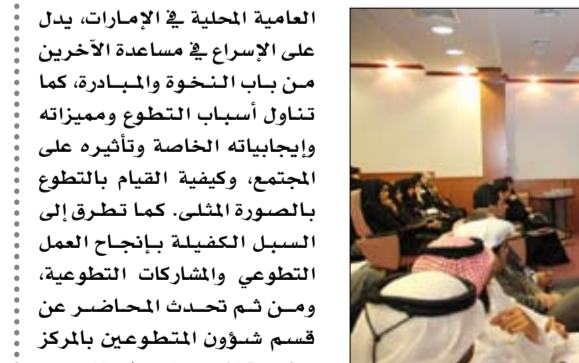 العامية المحلية في الإمارات، يدل
على الإسراع في مساعدة الآخرين
من باب النخوة والمبادرة، كما
تناول أسباب التطوع ومميزاته
وإيجابياته الخاصة وتأثيره على
المجتمع، وكيفية القيام بالتطوع
بالصورة المثلى. كما تطرق إلى
السبل الكفيلة بإنجاح العمل
التطوعي والمشاركات التطوعية،
ومن ثم تحدث المحاضر عن
قسم شؤون المتطوعين بالمركز